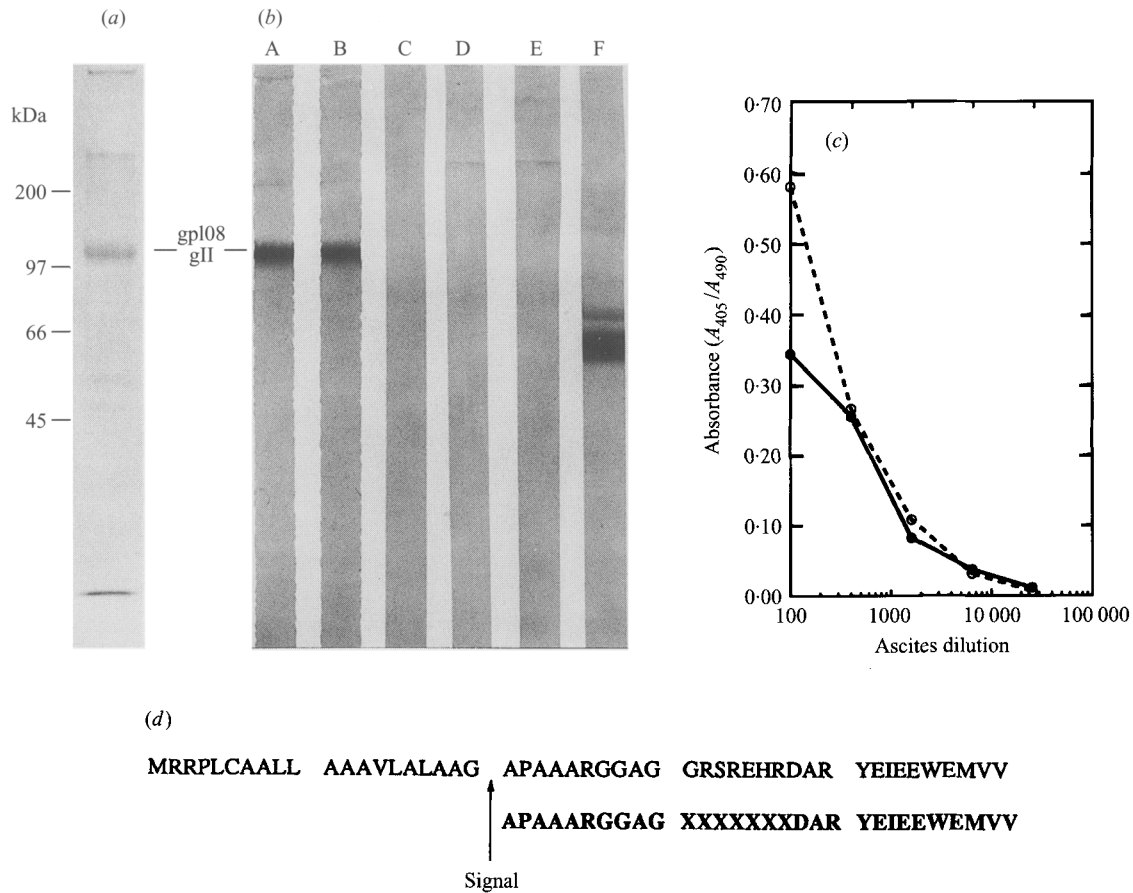 (a) (b)
A B C D E F
kDa
200
97
66
45
gpl08
gII
(c)
0·70
0·60
0·50
0·40
0·30
0·20
0·10
0·00
Absorbance (A405/A490)
100 1000 10 000 100 000
Ascites dilution
(d)
MRRPLCAALL AAAVLALAAG APAAARGGAG GRSREHRDAR YEIEEWEMVV
APAAARGGAG XXXXXXXDAR YEIEEWEMVV
Signal